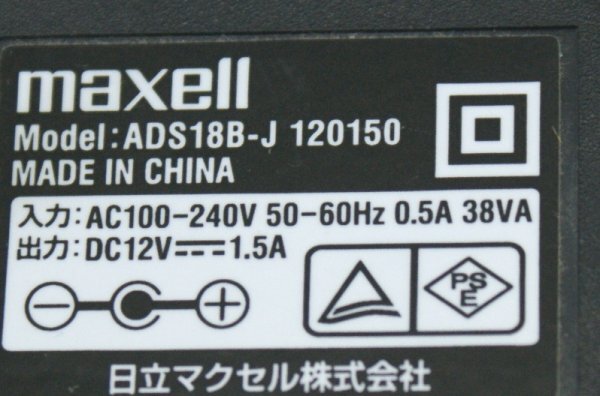 maxell
Model:ADS18B-J 120150
MADE IN CHINA
入力:AC100-240V 50-60Hz 0.5A 38VA
出力:DC12V⎓1.5A
PSE
日立マクセル株式会社